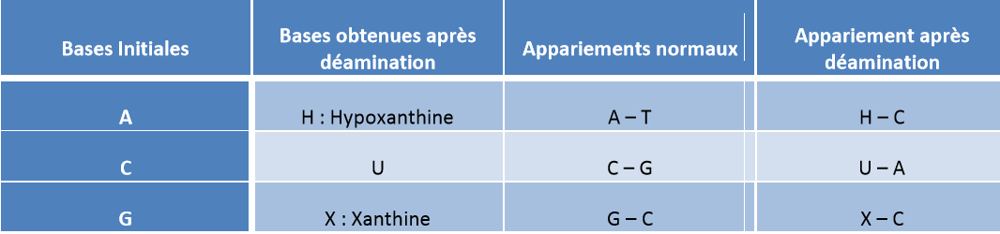 Bases Initiales | Bases obtenues après déamination | Appariements normaux | Appariement après déamination
A | H : Hypoxanthine | A – T | H – C
C | U | C – G | U – A
G | X : Xanthine | G – C | X – C